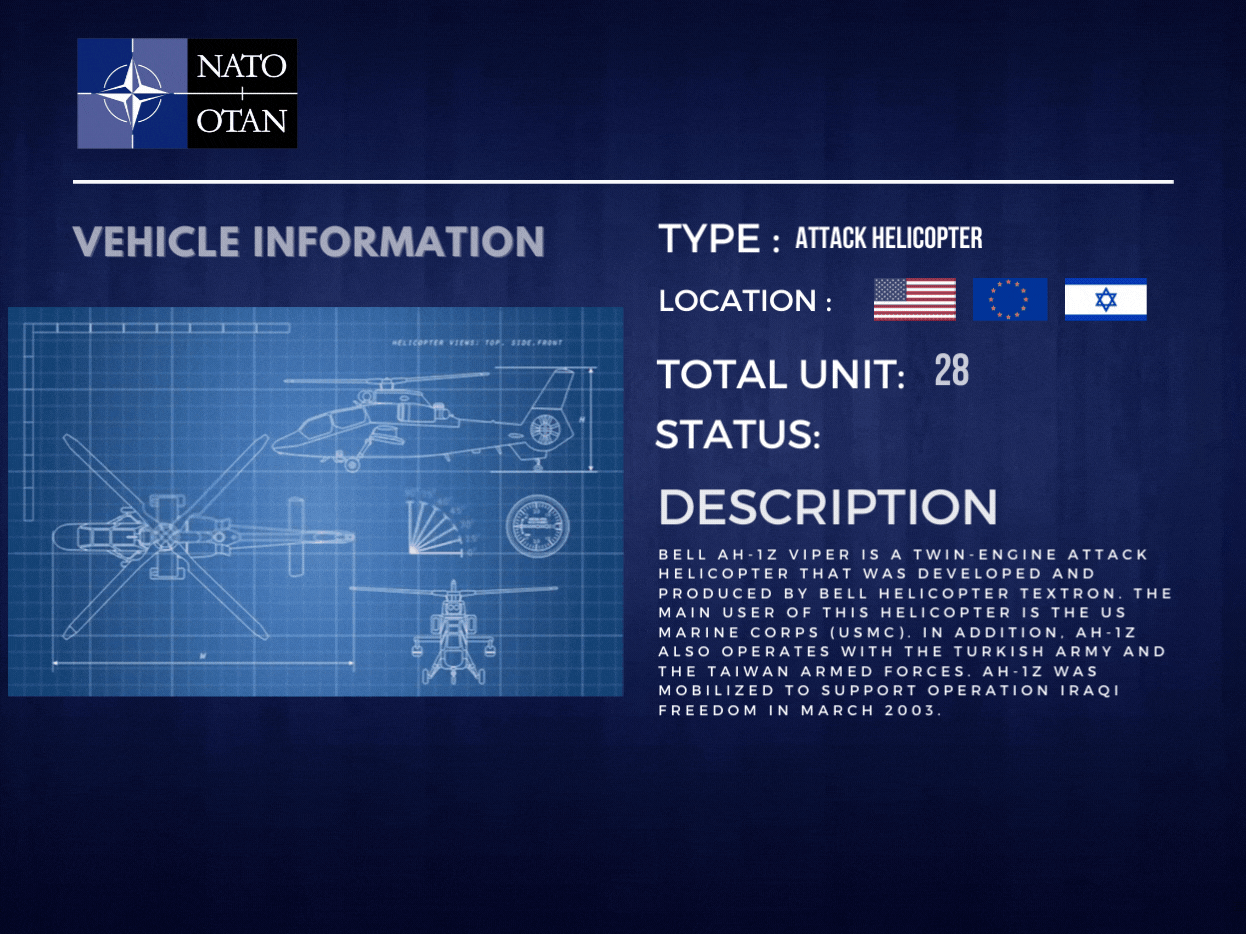 NATO
OTAN
VEHICLE INFORMATION
TYPE : ATTACK HELICOPTER
LOCATION :
TOTAL UNIT: 28
STATUS:
HELICOPTER VIEWS: TOP, SIDE,FRONT
H
M
DESCRIPTION
BELL AH-1Z VIPER IS A TWIN-ENGINE ATTACK
HELICOPTER THAT WAS DEVELOPED AND
PRODUCED BY BELL HELICOPTER TEXTRON. THE
MAIN USER OF THIS HELICOPTER IS THE US
MARINE CORPS (USMC). IN ADDITION, AH-1Z
ALSO OPERATES WITH THE TURKISH ARMY AND
THE TAIWAN ARMED FORCES. AH-1Z WAS
MOBILIZED TO SUPPORT OPERATION IRAQI
FREEDOM IN MARCH 2003.